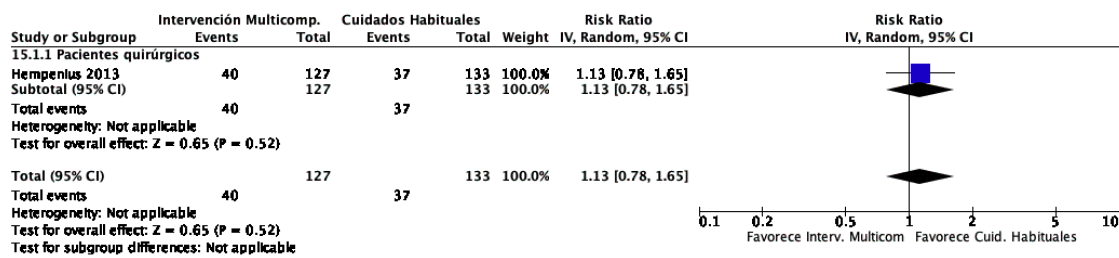 Intervención Multicomp. Cuidados Habituales Risk Ratio Risk Ratio
Study or Subgroup Events Total Events Total Weight IV, Random, 95% CI IV, Random, 95% CI
15.1.1 Pacientes quirúrgicos
Hempenius 2013 40 127 37 133 100.0% 1.13 [0.78, 1.65]
Subtotal (95% CI) 127 133 100.0% 1.13 [0.78, 1.65]
Total events 40 37
Heterogeneity: Not applicable
Test for overall effect: Z = 0.65 (P = 0.52)
Total (95% CI) 127 133 100.0% 1.13 [0.78, 1.65]
Total events 40 37
Heterogeneity: Not applicable
Test for overall effect: Z = 0.65 (P = 0.52)
Test for subgroup differences: Not applicable
0.1 0.2 0.5 1 2 5 10
Favorece Interv. Multicom Favorece Cuid. Habituales